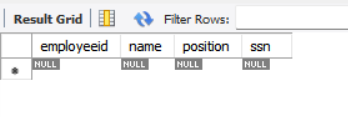 Result Grid Filter Rows:
employeeid name position ssn
NULL NULL NULL NULL